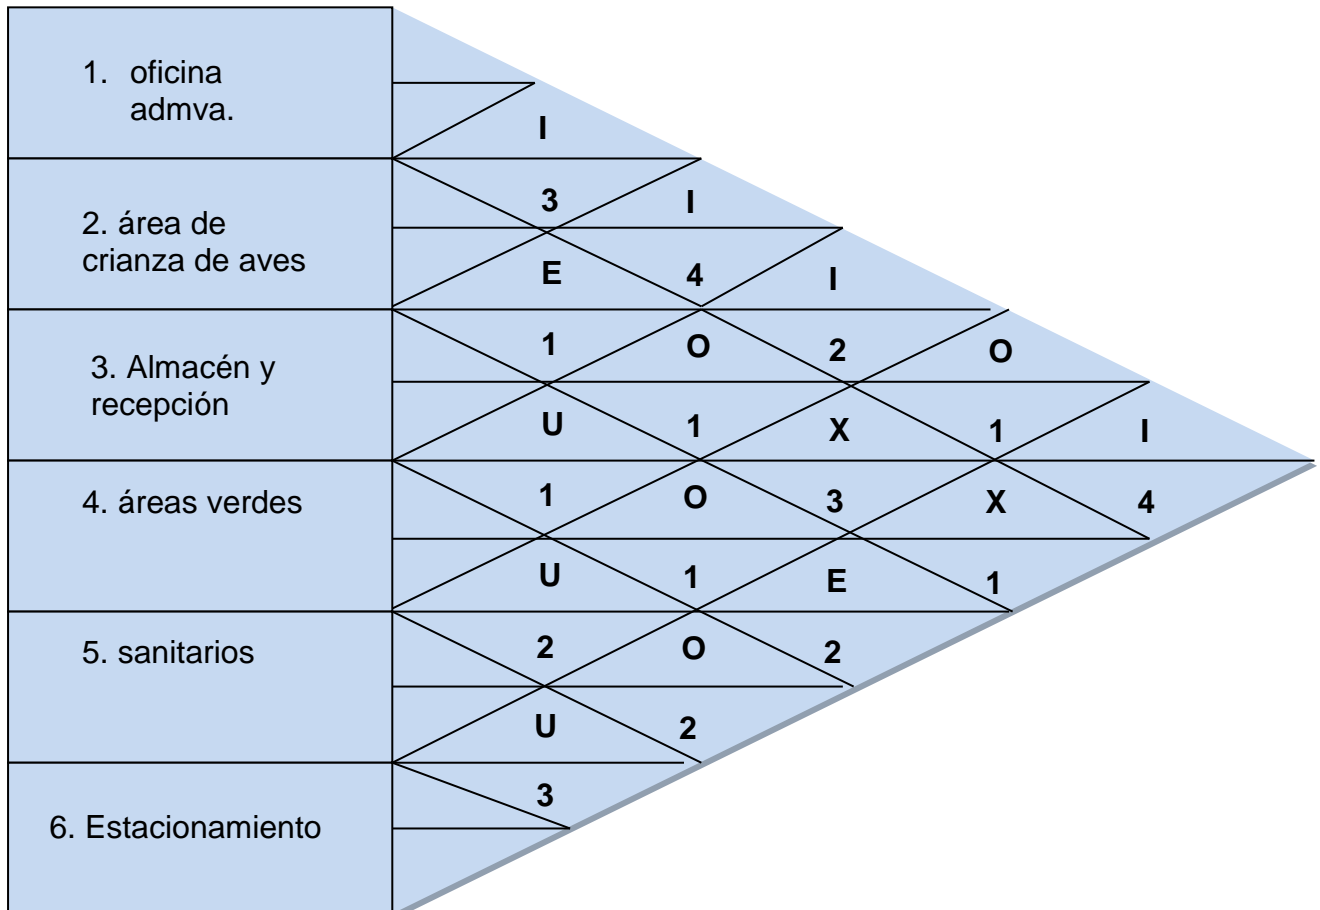 1. oficina
admva.
I
3 I
2. área de
crianza de aves
E 4 I
1 O 2 O
3. Almacén y
recepción
U 1 X 1 I
4. áreas verdes
1 O 3 X 4
U 1 E 1
5. sanitarios
2 O 2
U 2
3
6. Estacionamiento